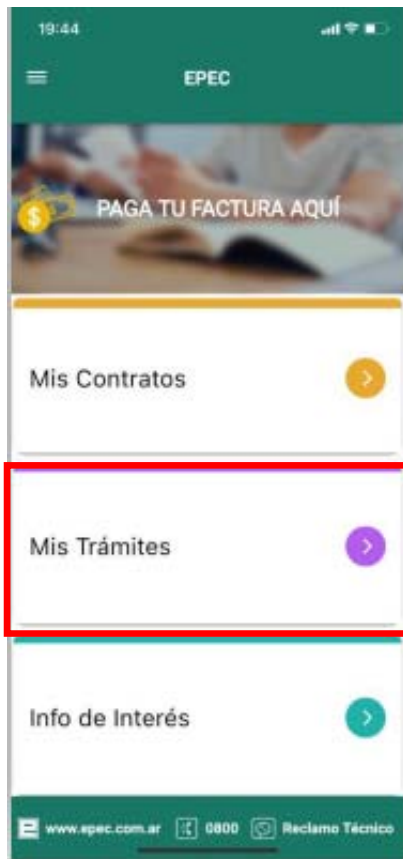 19:44
EPEC
PAGA TU FACTURA AQUÍ
Mis Contratos
Mis Trámites
Info de Interés
www.epec.com.ar 0800 Reclamo Técnico